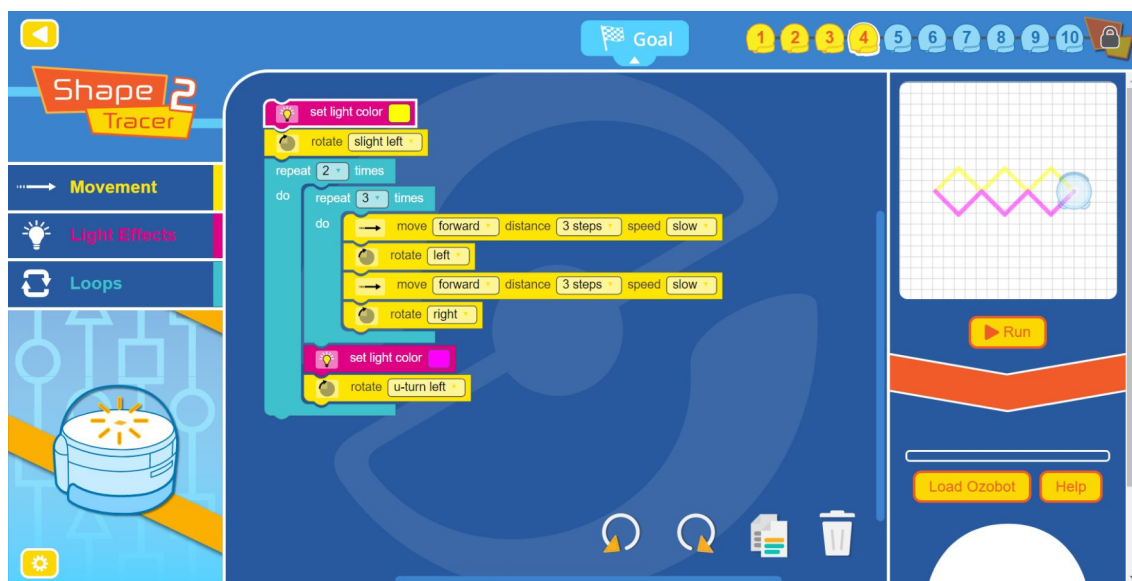 Goal
1 2 3 4 5 6 7 8 9 10
Shape 2
Tracer
Movement
Light Effects
Loops
set light color
rotate slight left
repeat 2 times
do repeat 3 times
do move forward distance 3 steps speed slow
rotate left
move forward distance 3 steps speed slow
rotate right
set light color
rotate u-turn left
Run
Load Ozobot Help